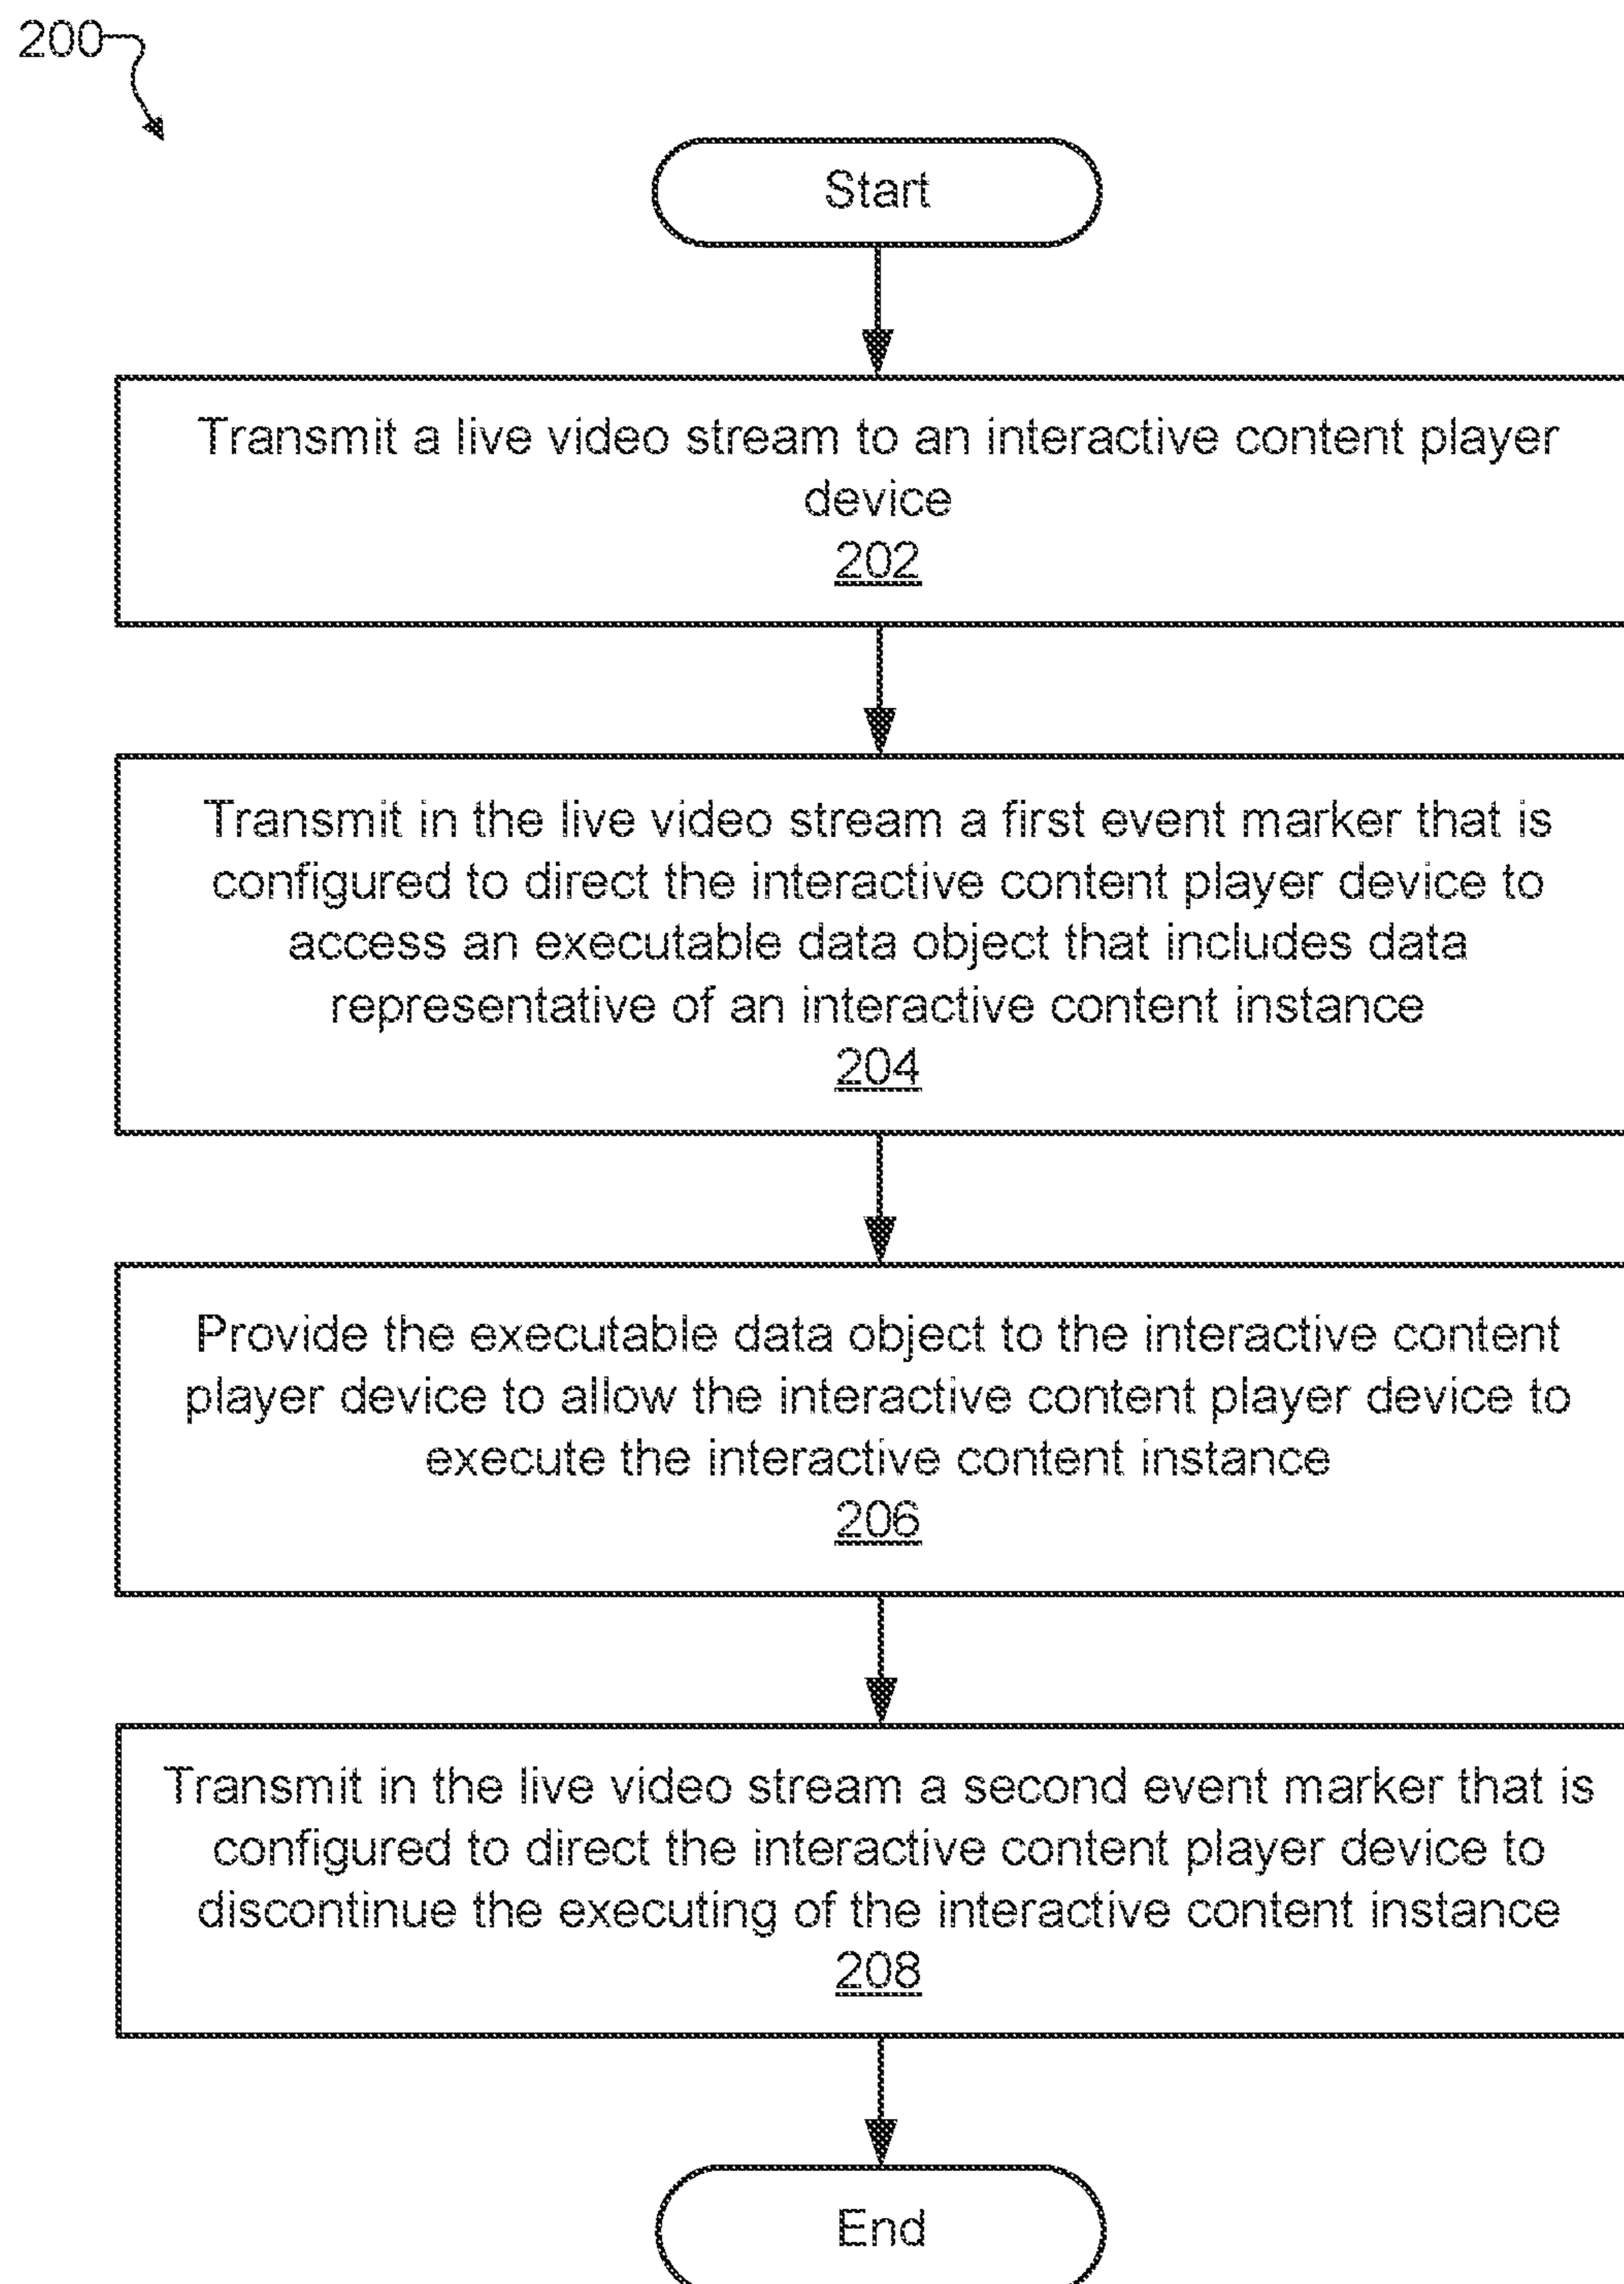 200
Start
Transmit a live video stream to an interactive content player
device
202
Transmit in the live video stream a first event marker that is
configured to direct the interactive content player device to
access an executable data object that includes data
representative of an interactive content instance
204
Provide the executable data object to the interactive content
player device to allow the interactive content player device to
execute the interactive content instance
206
Transmit in the live video stream a second event marker that is
configured to direct the interactive content player device to
discontinue the executing of the interactive content instance
208
End